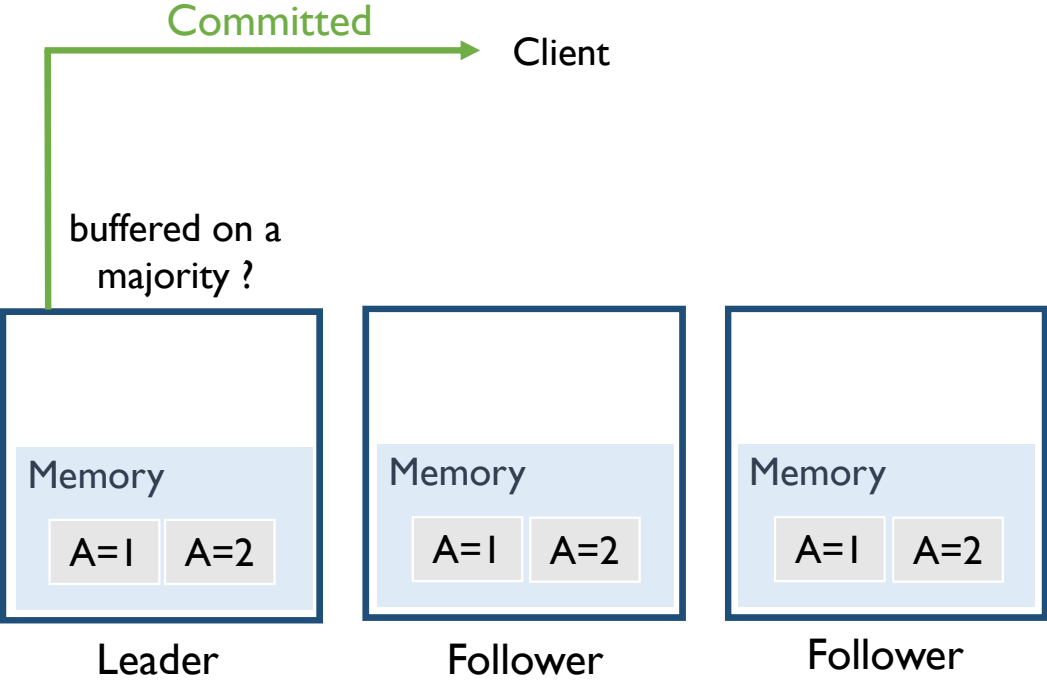 Committed
Client
buffered on a
majority ?
Memory
A=1 A=2
Leader
Memory
A=1 A=2
Follower
Memory
A=1 A=2
Follower